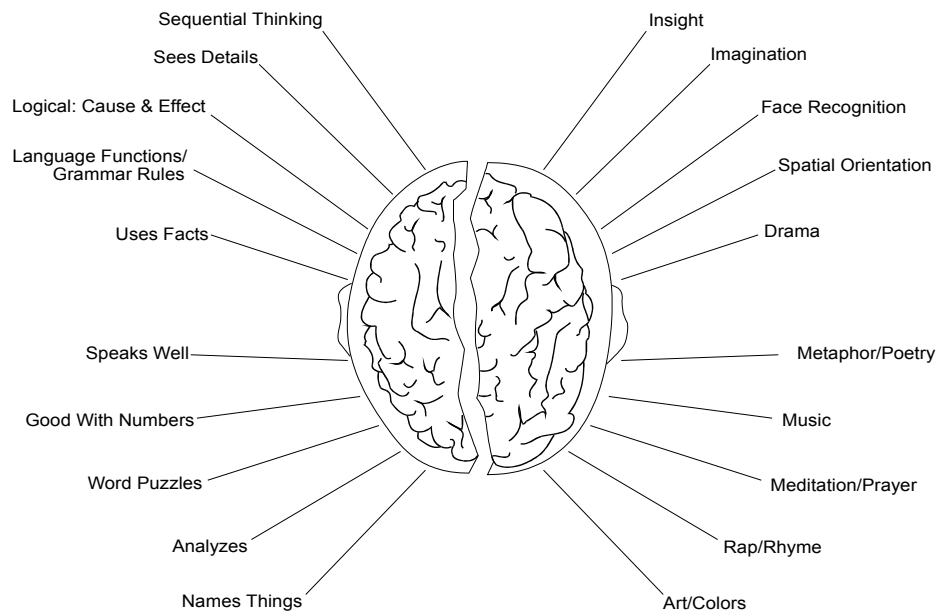 Sequential Thinking
Sees Details
Logical: Cause & Effect
Language Functions/
Grammar Rules
Uses Facts
Speaks Well
Good With Numbers
Word Puzzles
Analyzes
Names Things
Insight
Imagination
Face Recognition
Spatial Orientation
Drama
Metaphor/Poetry
Music
Meditation/Prayer
Rap/Rhyme
Art/Colors